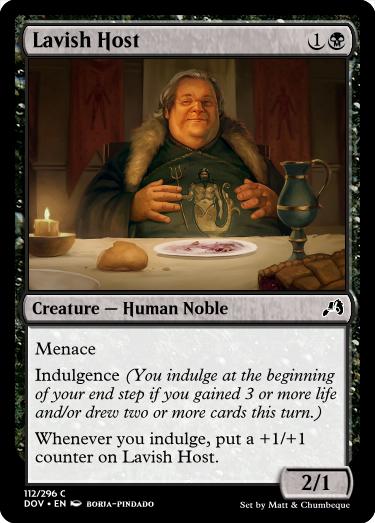 Lavish Host 1
Creature — Human Noble
Menace
Indulgence (You indulge at the beginning
of your end step if you gained 3 or more life
and/or drew two or more cards this turn.)
Whenever you indulge, put a +1/+1
counter on Lavish Host.
2/1
112/296 C
DOV • EN BORJA-PINDADO
Set by Matt & Chumbeque